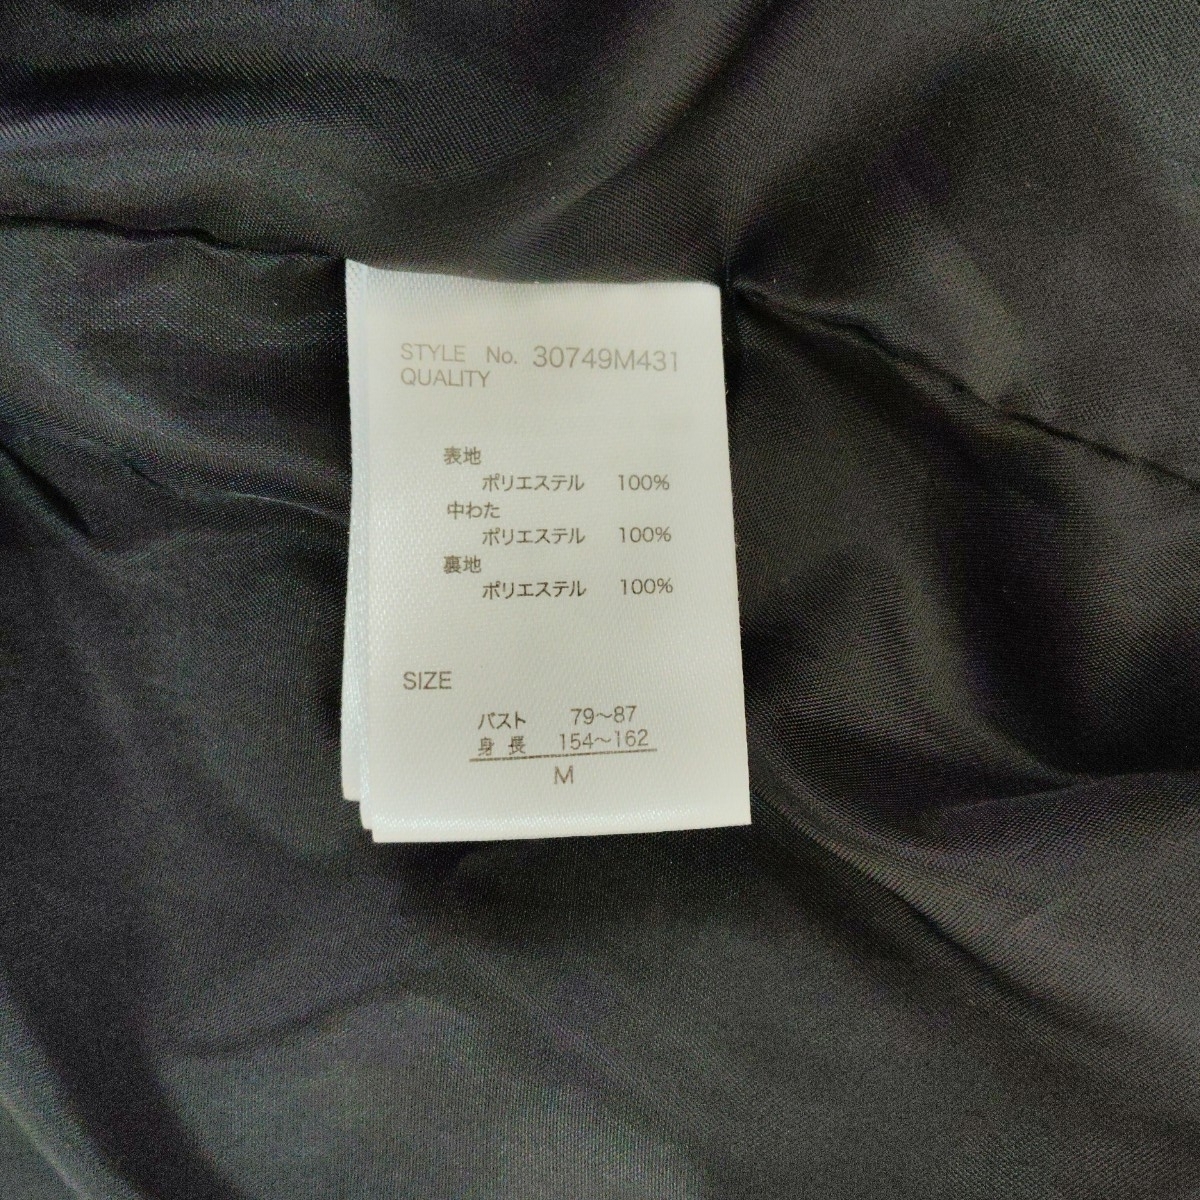 STYLE No. 30749M431
QUALITY
表地
ポリエステル 100%
中わた
ポリエステル 100%
裏地
ポリエステル 100%
SIZE
バスト 79～87
身長 154～162
M